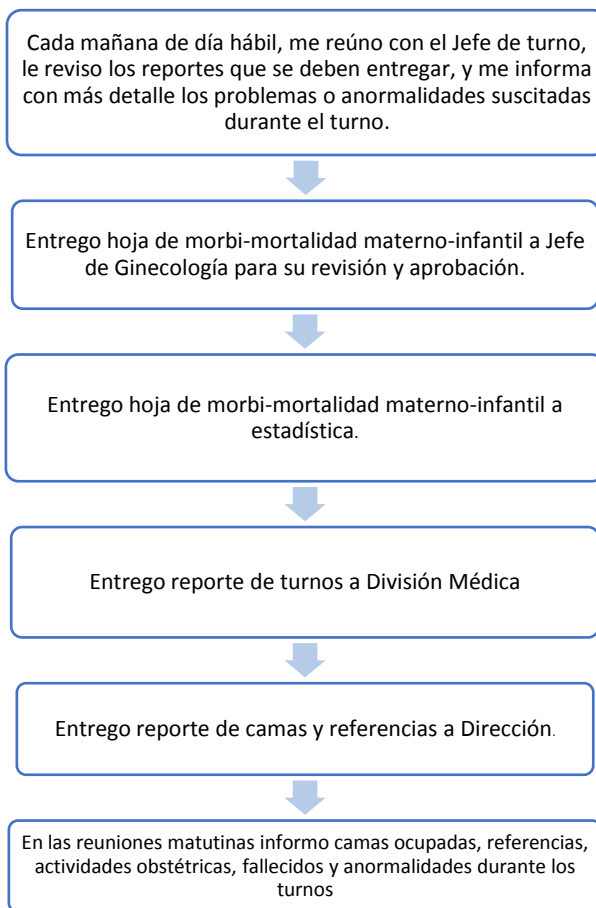 Cada mañana de día hábil, me reúno con el Jefe de turno,
le reviso los reportes que se deben entregar, y me informa
con más detalle los problemas o anormalidades suscitadas
durante el turno.
Entrego hoja de morbi-mortalidad materno-infantil a Jefe
de Ginecología para su revisión y aprobación.
Entrego hoja de morbi-mortalidad materno-infantil a
estadística.
Entrego reporte de turnos a División Médica
Entrego reporte de camas y referencias a Dirección.
En las reuniones matutinas informo camas ocupadas, referencias,
actividades obstétricas, fallecidos y anormalidades durante los
turnos